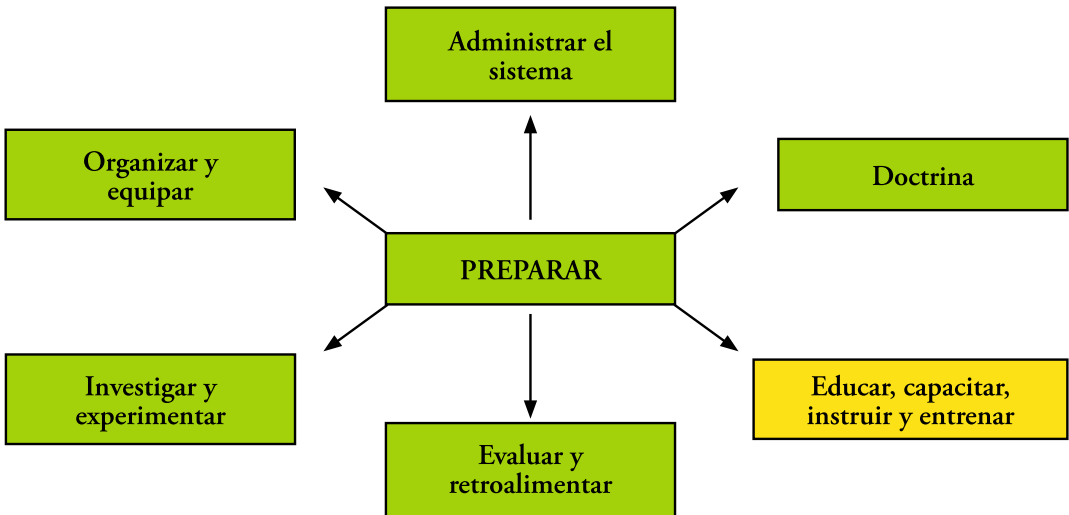 Administrar el
sistema
Organizar y
equipar
Doctrina
PREPARAR
Investigar y
experimentar
Educar, capacitar,
instruir y entrenar
Evaluar y
retroalimentar